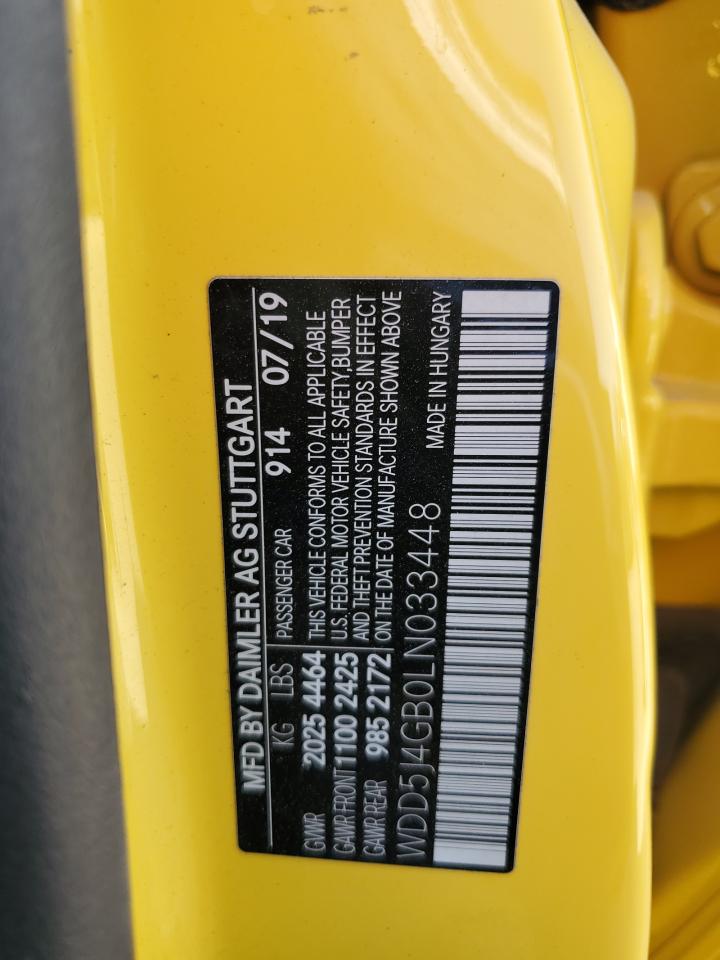 MFD BY DAIMLER AG STUTTGART
KG LBS PASSENGER CAR 914 07/19
GVWR 2025 4464 THIS VEHICLE CONFORMS TO ALL APPLICABLE
GAWR FRONT 1100 2425 U.S. FEDERAL MOTOR VEHICLE SAFETY,BUMPER
GAWR REAR 985 2172 AND THEFT PREVENTION STANDARDS IN EFFECT
ON THE DATE OF MANUFACTURE SHOWN ABOVE
WDD5J4GB0LN033448 MADE IN HUNGARY